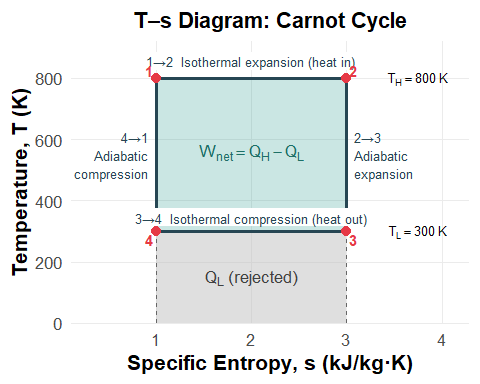 T–s Diagram: Carnot Cycle
1→2 Isothermal expansion (heat in)
1
2
T_H = 800 K
4→1
Adiabatic
compression
W_net = Q_H − Q_L
2→3
Adiabatic
expansion
3→4 Isothermal compression (heat out)
4
3
T_L = 300 K
Q_L (rejected)
Temperature, T (K)
800
600
400
200
0
1
2
3
4
Specific Entropy, s (kJ/kg·K)